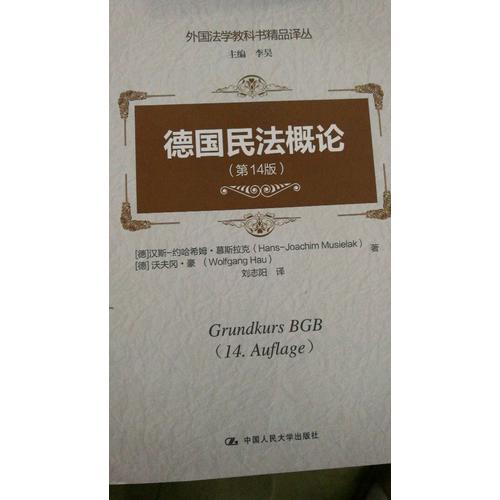 外国法学教科书精品译丛
主编 李昊
德国民法概论
（第14版）
[德]汉斯-约哈希姆·慕斯拉克（Hans-Joachim Musielak）
[德] 沃夫冈·豪 （Wolfgang Hau） 著
刘志阳 译
Grundkurs BGB
（14. Auflage）
中国人民大学出版社